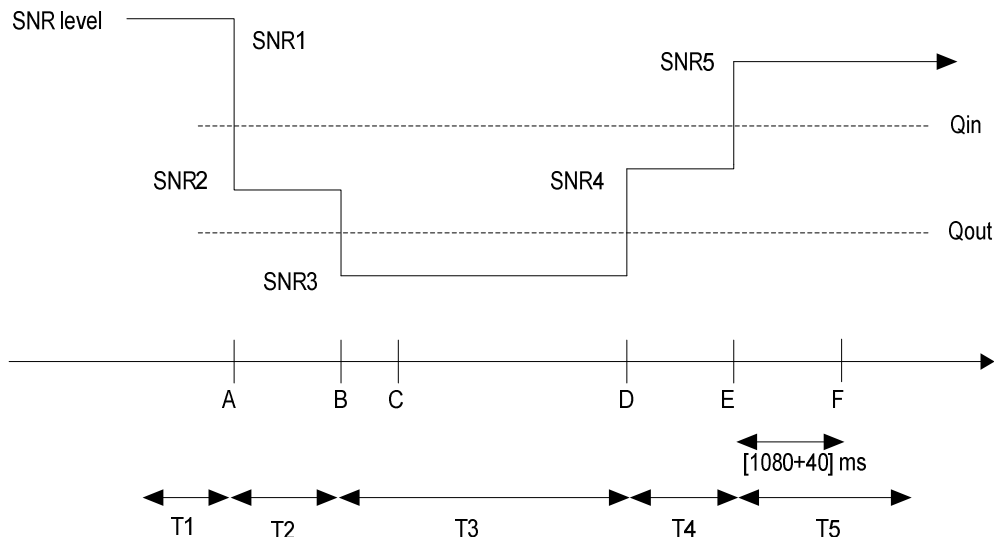 SNR level
SNR1
SNR5
Qin
SNR2
SNR4
Qout
SNR3
A B C D E F
[1080+40] ms
T1 T2 T3 T4 T5